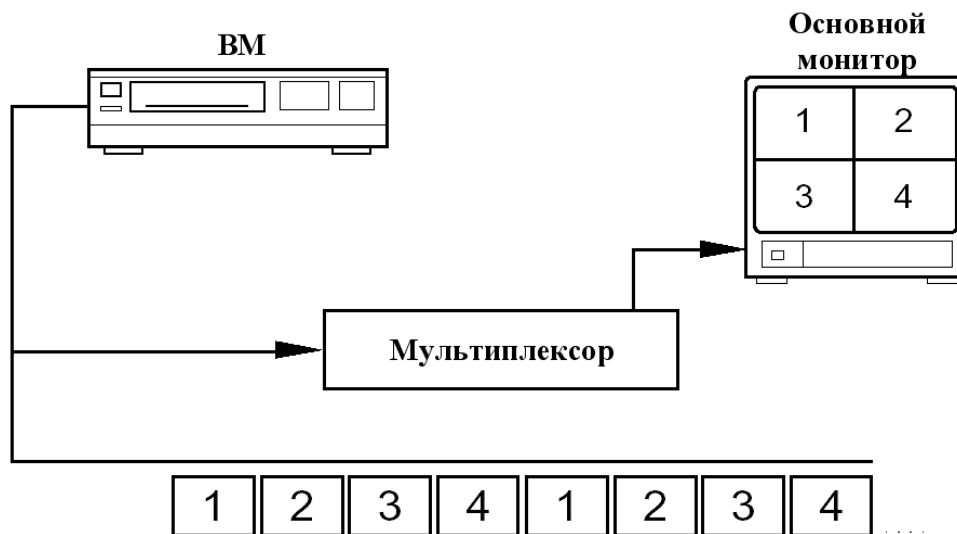 ВМ
Основной
монитор
1 2
3 4
Мультиплексор
1 2 3 4 1 2 3 4 ....